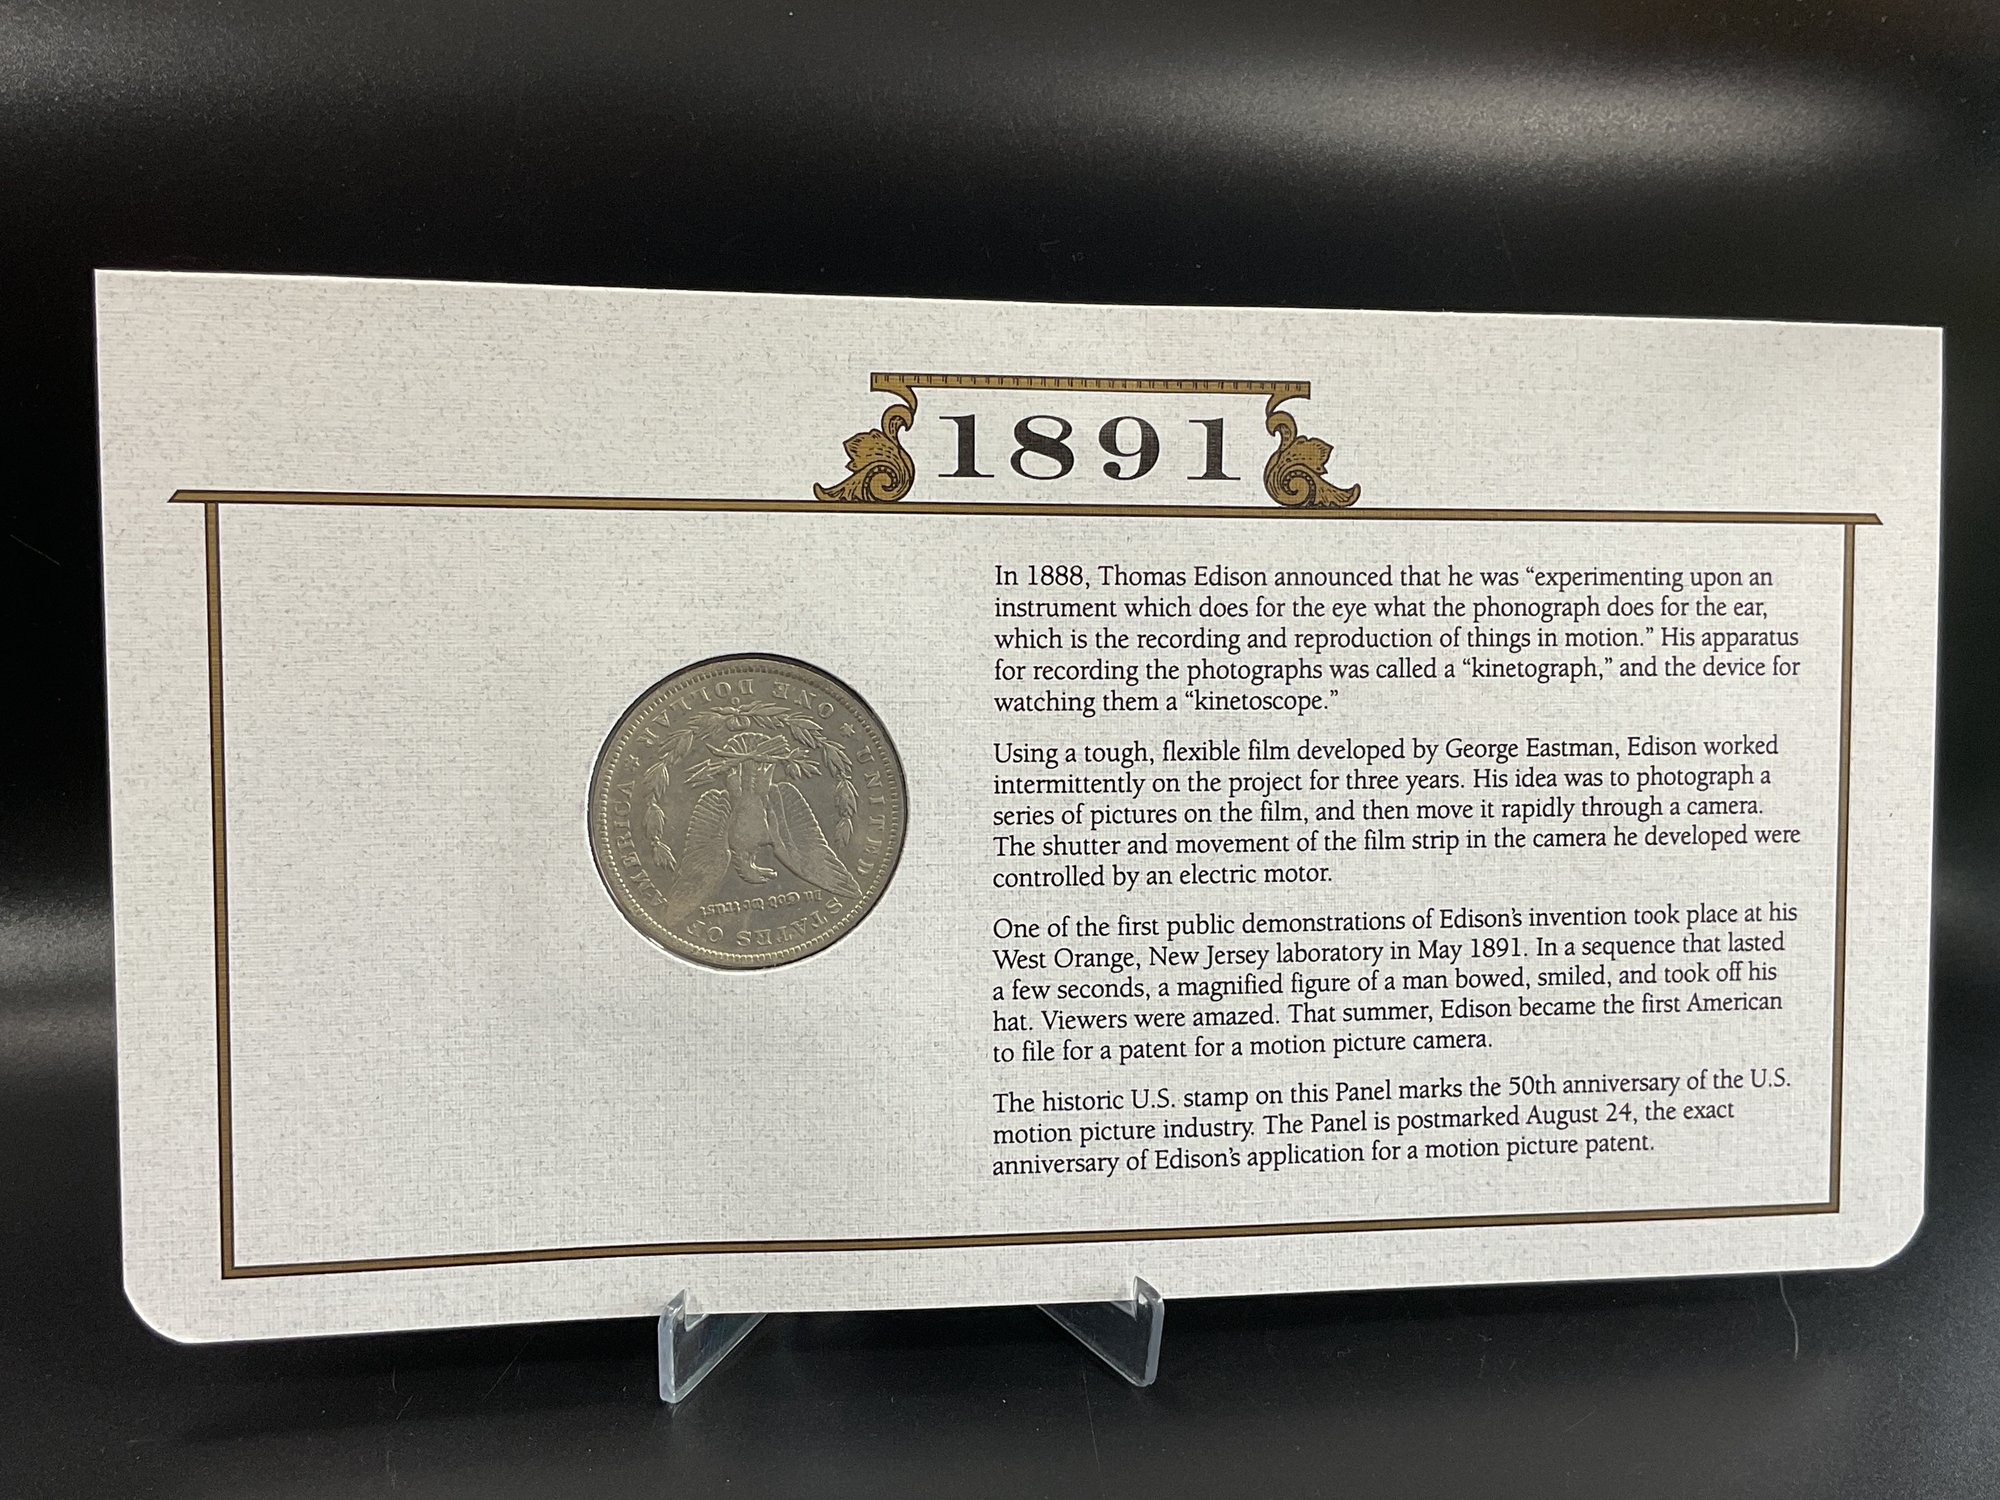 1891
In 1888, Thomas Edison announced that he was “experimenting upon an
instrument which does for the eye what the phonograph does for the ear,
which is the recording and reproduction of things in motion.” His apparatus
for recording the photographs was called a “kinetograph,” and the device for
watching them a “kinetoscope.”
Using a tough, flexible film developed by George Eastman, Edison worked
intermittently on the project for three years. His idea was to photograph a
series of pictures on the film, and then move it rapidly through a camera.
The shutter and movement of the film strip in the camera he developed were
controlled by an electric motor.
One of the first public demonstrations of Edison’s invention took place at his
West Orange, New Jersey laboratory in May 1891. In a sequence that lasted
a few seconds, a magnified figure of a man bowed, smiled, and took off his
hat. Viewers were amazed. That summer, Edison became the first American
to file for a patent for a motion picture camera.
The historic U.S. stamp on this Panel marks the 50th anniversary of the U.S.
motion picture industry. The Panel is postmarked August 24, the exact
anniversary of Edison’s application for a motion picture patent.
UNITED STATES OF AMERICA
In God we trust
ONE DOLLAR
O